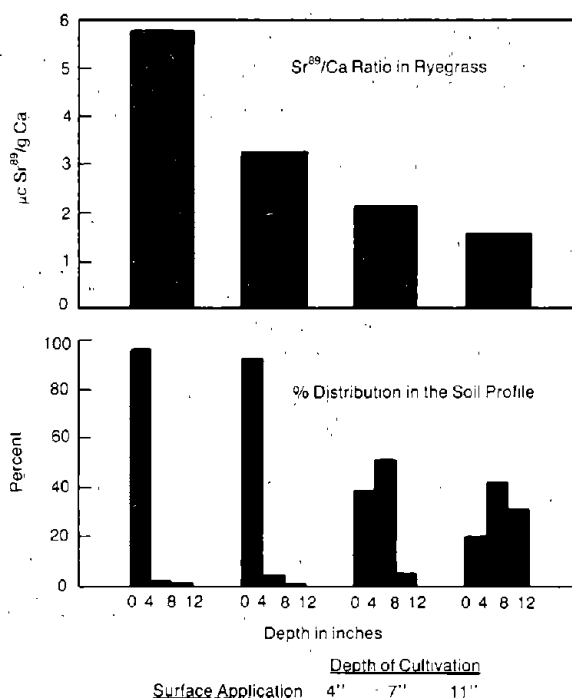 6
Sr⁸⁹/Ca Ratio in Ryegrass
5
4
3
2
1
0
µc Sr⁸⁹/g Ca
100
% Distribution in the Soil Profile
80
60
40
20
0
Percent
0 4 8 12 0 4 8 12 0 4 8 12 0 4 8 12
Depth in inches
Depth of Cultivation
Surface Application 4'' 7'' 11''